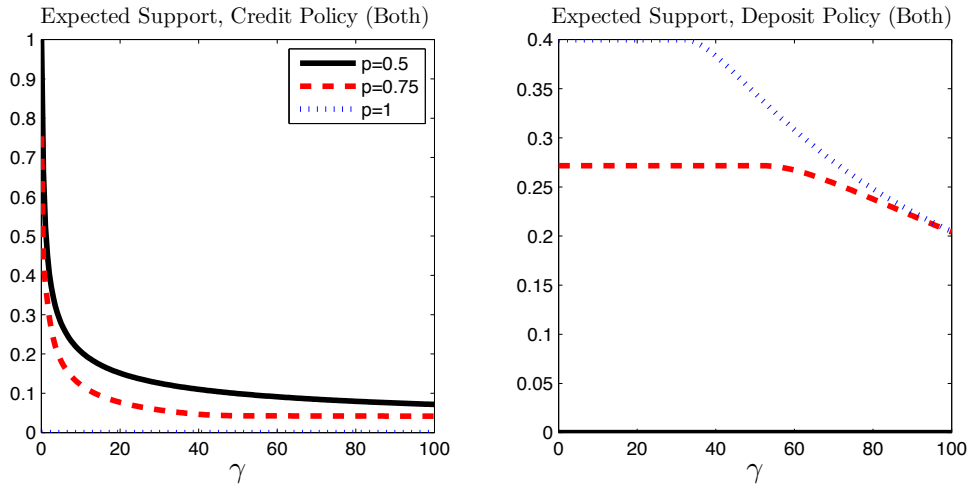 Expected Support, Credit Policy (Both)
1
0.9
0.8
0.7
0.6
0.5
0.4
0.3
0.2
0.1
0
0 20 40 60 80 100
γ
p=0.5
p=0.75
p=1
Expected Support, Deposit Policy (Both)
0.4
0.35
0.3
0.25
0.2
0.15
0.1
0.05
0
0 20 40 60 80 100
γ